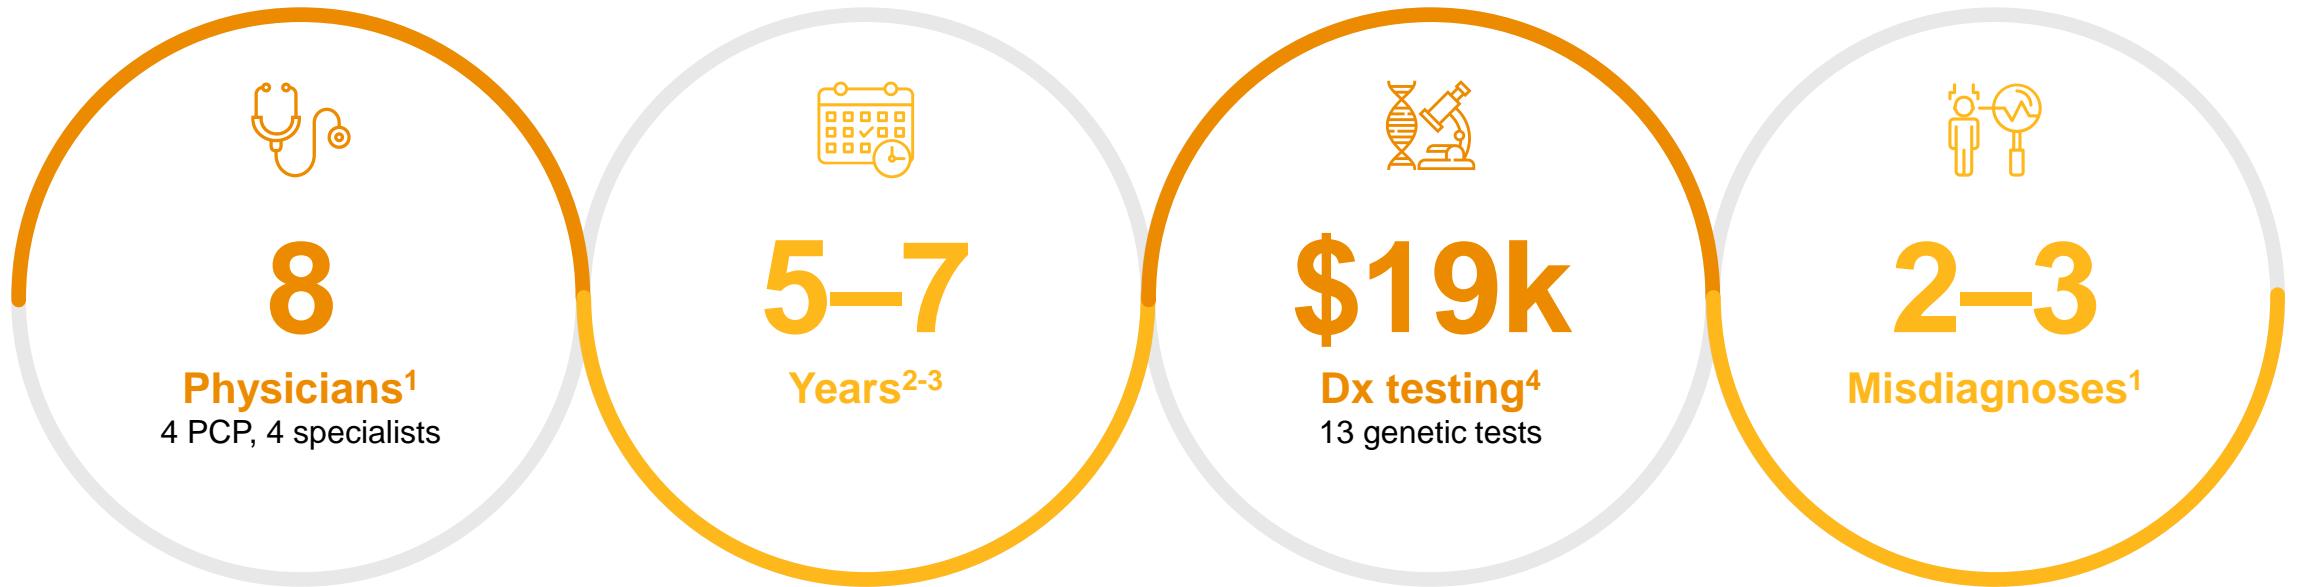 8
Physicians1
4 PCP, 4 specialists
5–7
Years2-3
$19k
Dx testing4
13 genetic tests
2–3
Misdiagnoses1